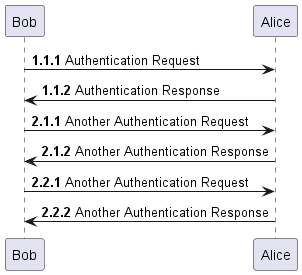 Bob Alice
1.1.1 Authentication Request
1.1.2 Authentication Response
2.1.1 Another Authentication Request
2.1.2 Another Authentication Response
2.2.1 Another Authentication Request
2.2.2 Another Authentication Response
Bob Alice